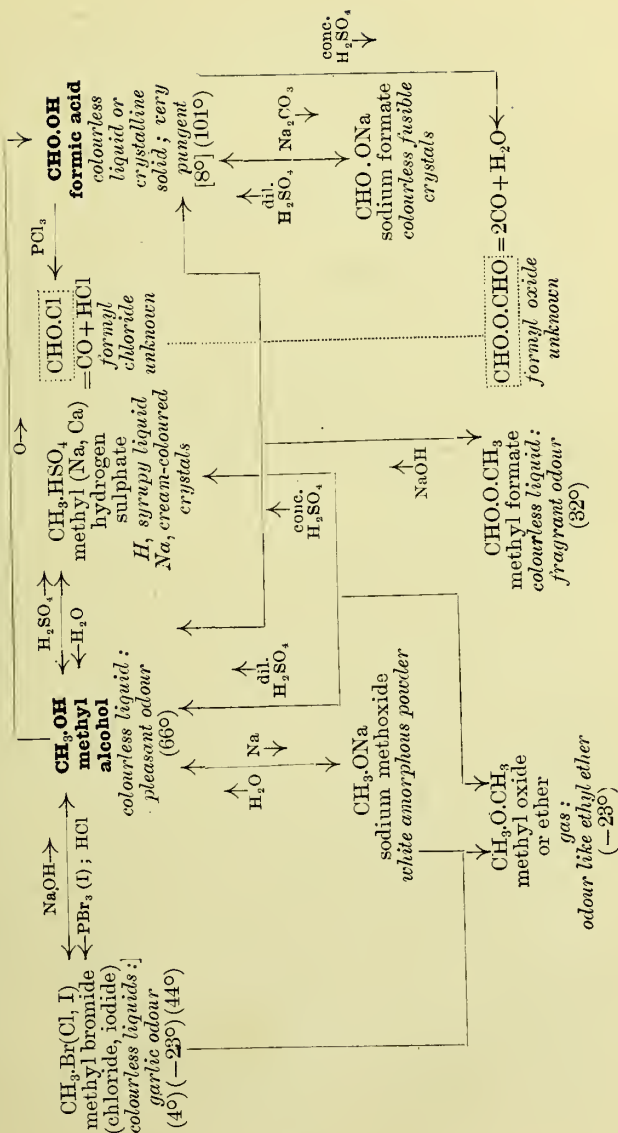 O→
NaOH→
←PBr₃ (I); HCl
H₂SO₄→
←H₂O
PCl₃
↓
CH₃.Br(Cl, I)
methyl bromide
(chloride, iodide)
colourless liquids:]
garlic odour
(4°) (−23°) (44°)
CH₃.OH
methyl
alcohol
colourless liquid:
pleasant odour
(66°)
CH₃.HSO₄
methyl (Na, Ca)
hydrogen
sulphate
H, syrupy liquid
Na, cream-coloured
crystals
CHO.Cl
=CO+HCl
formyl
chloride
unknown
CHO.OH
formic acid
colourless
liquid or
crystalline
solid; very
pungent
[8°] (101°)
↑
H₂O
Na
↓
↑
dil.
H₂SO₄
↑
conc.
H₂SO₄
↑
dil.
H₂SO₄
Na₂CO₃
↓
conc.
H₂SO₄
↓
CH₃.ONa
sodium methoxide
white amorphous powder
↑
NaOH
CHO.ONa
sodium formate
colourless fusible
crystals
CH₃.O.CH₃
methyl oxide
or ether
gas:
odour like ethyl ether
(−23°)
CHO.O.CH₃
methyl formate
colourless liquid:
fragrant odour
(32°)
CHO.O.CHO=2CO+H₂O
formyl oxide
unknown